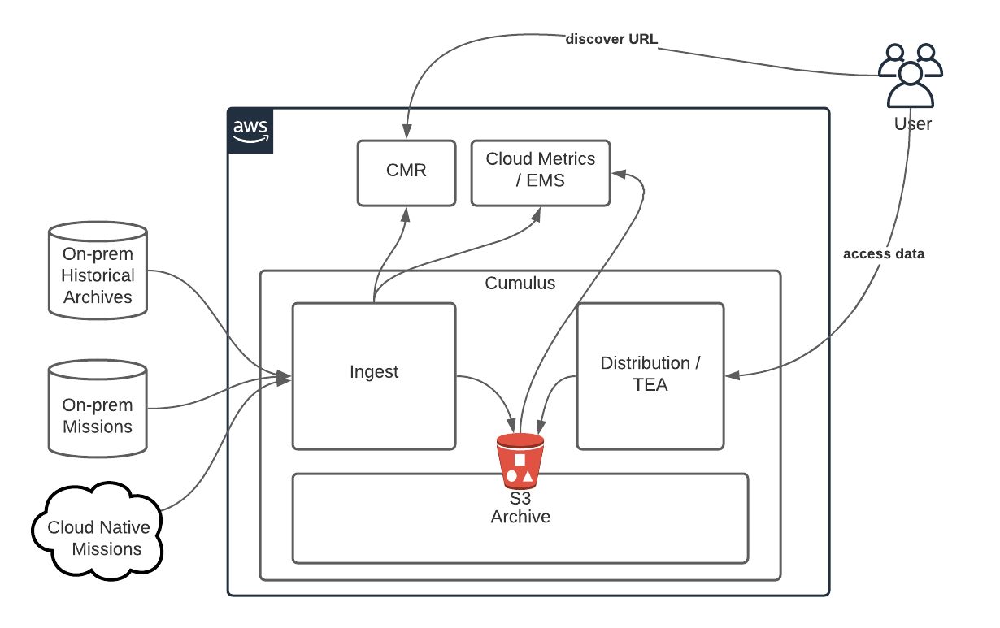 discover URL
User
aws
CMR
Cloud Metrics
/ EMS
On-prem
Historical
Archives
access data
Cumulus
Ingest
Distribution /
TEA
On-prem
Missions
S3
Archive
Cloud Native
Missions